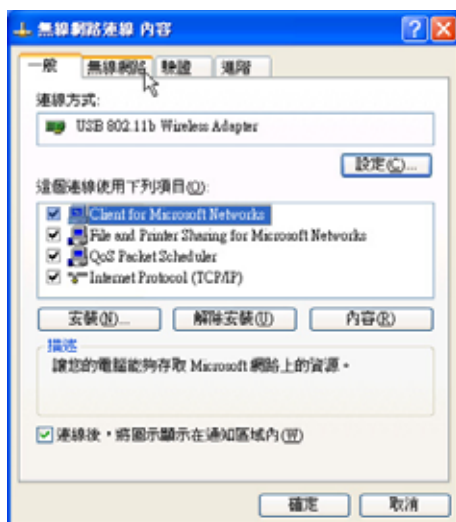 無線網路連線 內容
一般 無線網路 驗證 進階
連線方式:
USB 802.11b Wireless Adapter
設定(C)...
這個連線使用下列項目(O):
Client for Microsoft Networks
File and Printer Sharing for Microsoft Networks
QoS Packet Scheduler
Internet Protocol (TCP/IP)
安裝(N)... 解除安裝(U) 內容(R)
描述
讓您的電腦能夠存取 Microsoft 網路上的資源。
連線後，將圖示顯示在通知區域內(W)
確定 取消